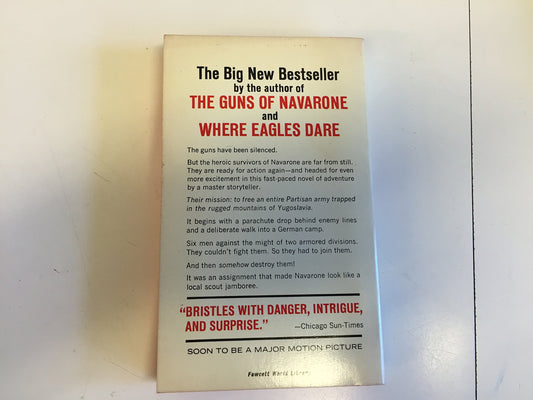 The Big New Bestseller
by the author of
THE GUNS OF NAVARONE
and
WHERE EAGLES DARE
The guns have been silenced.
But the heroic survivors of Navarone are far from still.
They are ready for action again—and headed for even
more excitement in this fast-paced novel of adventure
by a master storyteller.
Their mission: to free an entire Partisan army trapped
in the rugged mountains of Yugoslavia.
It begins with a parachute drop behind enemy lines
and a deliberate walk into a German camp.
Six men against the might of two armored divisions.
They couldn't fight them. So they had to join them.
And then somehow destroy them!
It was an assignment that made Navarone look like a
local scout jamboree.
“BRISTLES WITH DANGER, INTRIGUE,
AND SURPRISE.” —Chicago Sun-Times
SOON TO BE A MAJOR MOTION PICTURE
Fawcett World Library